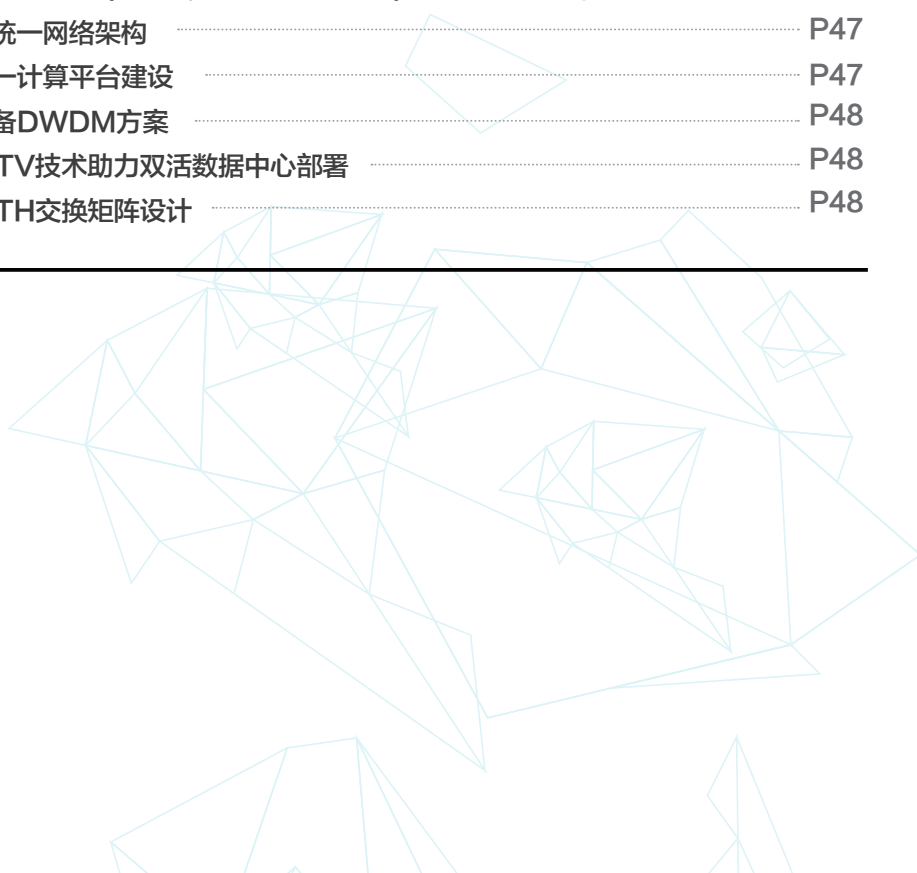 统一网络架构 P47
一计算平台建设 P47
备DWDM方案 P48
TV技术助力双活数据中心部署 P48
TH交换矩阵设计 P48